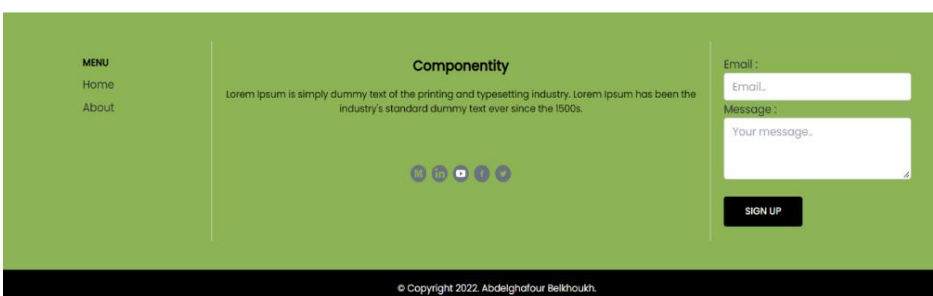 MENU
Home
About
Componentity
Lorem Ipsum is simply dummy text of the printing and typesetting industry. Lorem Ipsum has been the
industry's standard dummy text ever since the 1500s.
M in f
Email :
Email..
Message :
Your message..
SIGN UP
© Copyright 2022. Abdelghafour Belkhoukh.